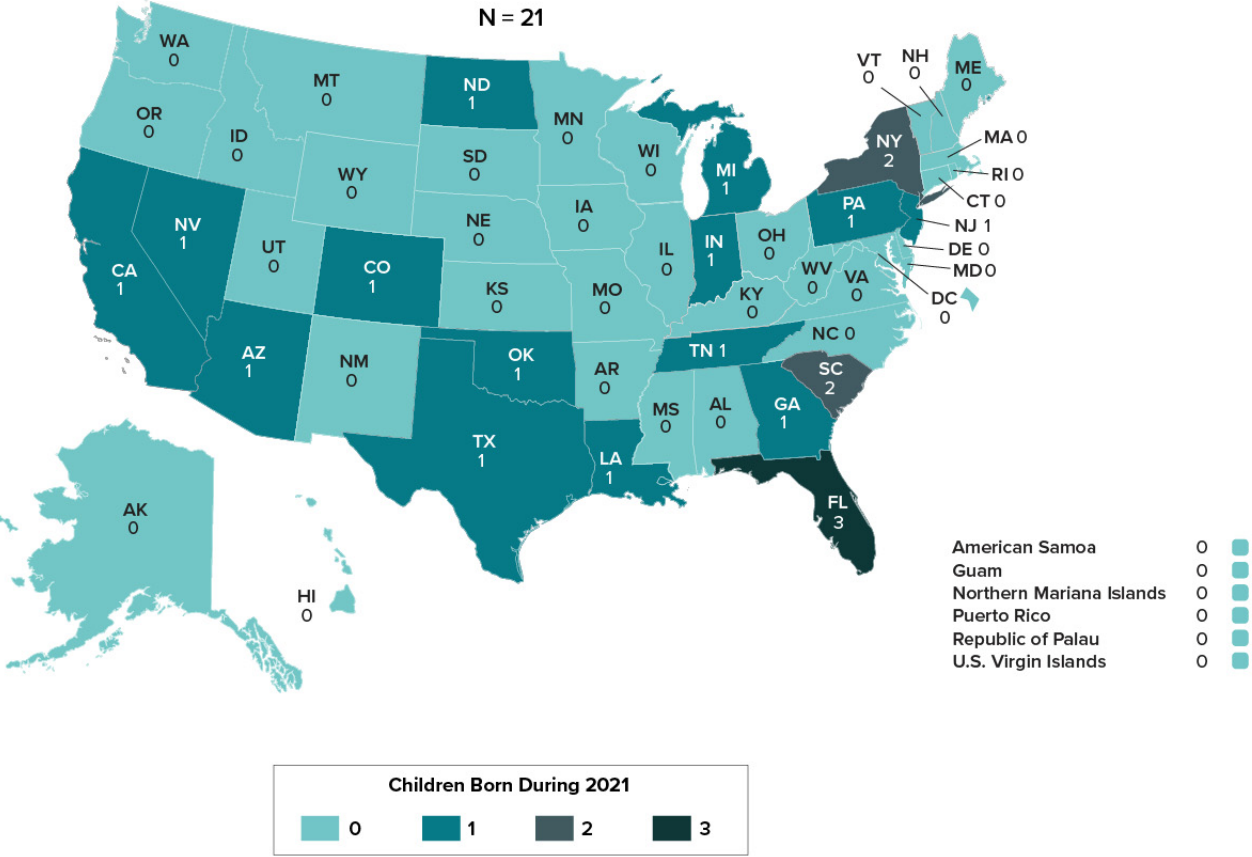 N = 21
WA
0
OR
0
ID
0
MT
0
ND
1
MN
0
SD
0
WY
0
WI
0
MI
1
VT
0
NH
0
ME
0
NY
2
MA 0
RI 0
CT 0
PA
1
NJ 1
DE 0
MD 0
DC
0
NV
1
CA
1
UT
0
CO
1
NE
0
IA
0
IL
0
IN
1
OH
0
WV
0
VA
0
KS
0
MO
0
KY
0
NC 0
TN 1
SC
2
AZ
1
NM
0
OK
1
AR
0
MS
0
AL
0
GA
1
TX
1
LA
1
FL
3
AK
0
HI
0
American Samoa 0
Guam 0
Northern Mariana Islands 0
Puerto Rico 0
Republic of Palau 0
U.S. Virgin Islands 0
Children Born During 2021
0 1 2 3